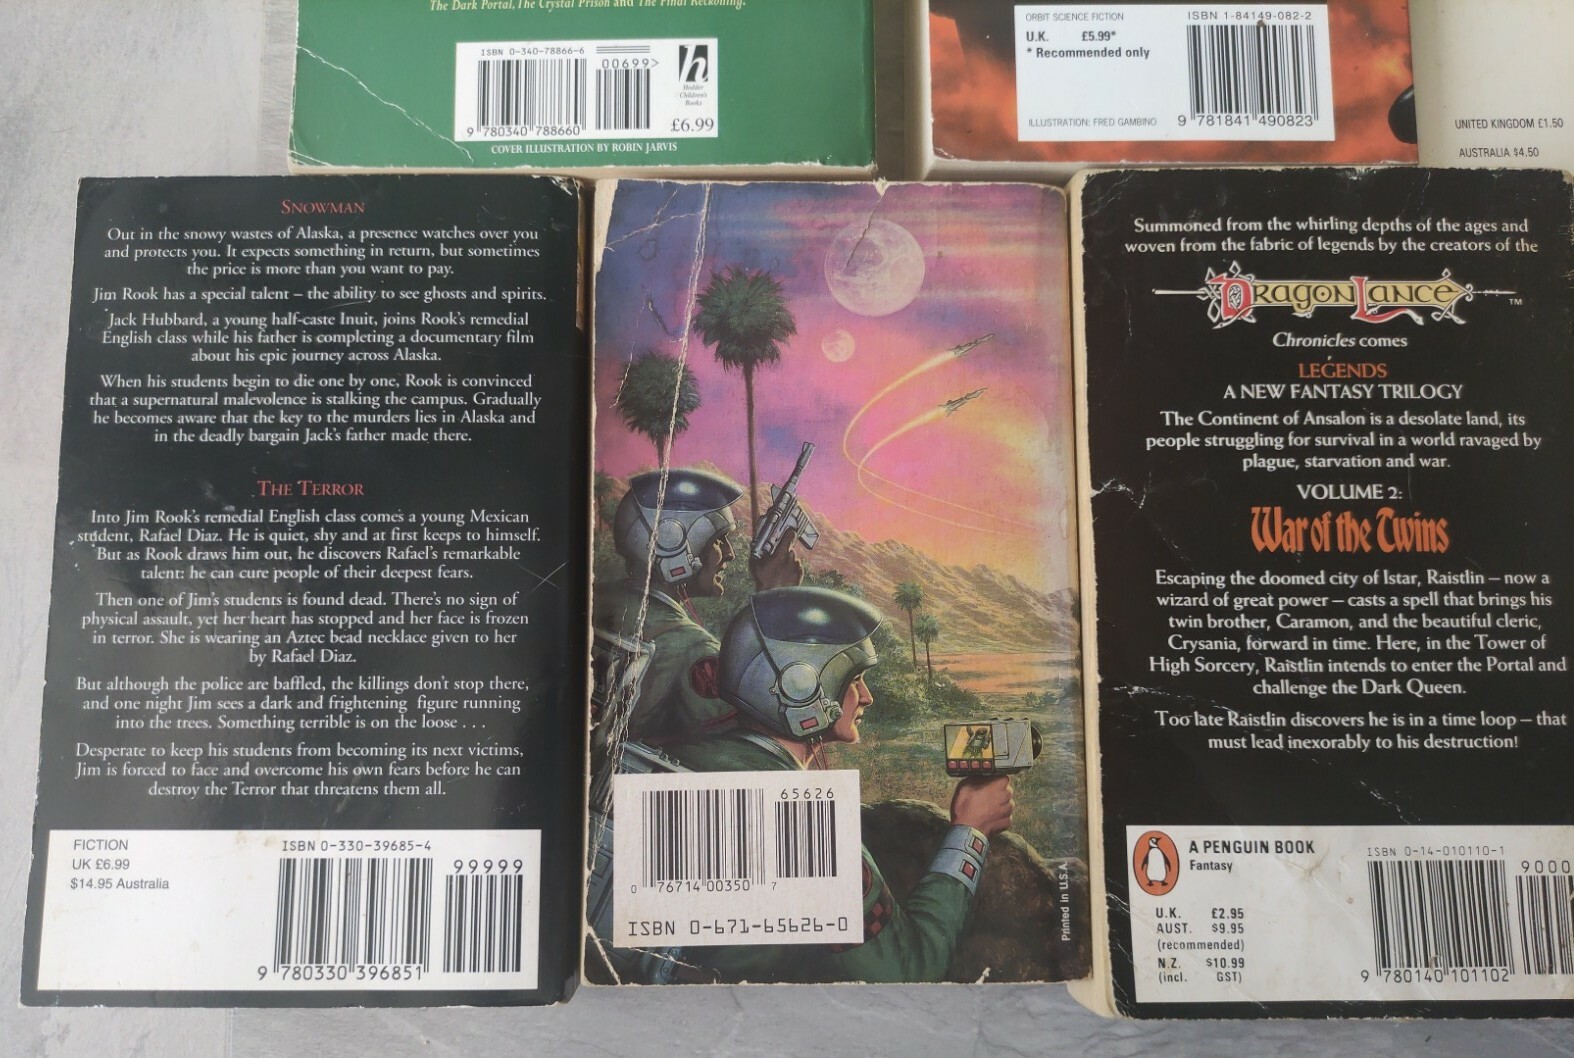 The Dark Portal, The Crystal Prison and The Final Reckoning.
ISBN 0-340-78866-6
00699>
9 780340 788660
h
Hodder
Children's
Books
£6.99
COVER ILLUSTRATION BY ROBIN JARVIS
ORBIT SCIENCE FICTION
ISBN 1-84149-082-2
U.K. £5.99*
* Recommended only
ILLUSTRATION: FRED GAMBINO
9 781841 490823
UNITED KINGDOM £1.50
AUSTRALIA $4.50
SNOWMAN
Out in the snowy wastes of Alaska, a presence watches over you
and protects you. It expects something in return, but sometimes
the price is more than you want to pay.
Jim Rook has a special talent – the ability to see ghosts and spirits.
Jack Hubbard, a young half-caste Inuit, joins Rook's remedial
English class while his father is completing a documentary film
about his epic journey across Alaska.
When his students begin to die one by one, Rook is convinced
that a supernatural malevolence is stalking the campus. Gradually
he becomes aware that the key to the murders lies in Alaska and
in the deadly bargain Jack's father made there.
THE TERROR
Into Jim Rook's remedial English class comes a young Mexican
student, Rafael Diaz. He is quiet, shy and at first keeps to himself.
But as Rook draws him out, he discovers Rafael's remarkable
talent: he can cure people of their deepest fears.
Then one of Jim's students is found dead. There's no sign of
physical assault, yet her heart has stopped and her face is frozen
in terror. She is wearing an Aztec bead necklace given to her
by Rafael Diaz.
But although the police are baffled, the killings don't stop there,
and one night Jim sees a dark and frightening figure running
into the trees. Something terrible is on the loose . . .
Desperate to keep his students from becoming its next victims,
Jim is forced to face and overcome his own fears before he can
destroy the Terror that threatens them all.
FICTION
UK £6.99
$14.95 Australia
ISBN 0-330-39685-4
99999
9 780330 396851
65626
0 76714 00350 7
ISBN 0-671-65626-0
Printed in U.S.A.
Summoned from the whirling depths of the ages and
woven from the fabric of legends by the creators of the
DRAGONLANCE™
Chronicles comes
LEGENDS
A NEW FANTASY TRILOGY
The Continent of Ansalon is a desolate land, its
people struggling for survival in a world ravaged by
plague, starvation and war.
VOLUME 2:
War of the Twins
Escaping the doomed city of Istar, Raistlin – now a
wizard of great power – casts a spell that brings his
twin brother, Caramon, and the beautiful cleric,
Crysania, forward in time. Here, in the Tower of
High Sorcery, Raistlin intends to enter the Portal and
challenge the Dark Queen.
Too late Raistlin discovers he is in a time loop – that
must lead inexorably to his destruction!
A PENGUIN BOOK
Fantasy
U.K. £2.95
AUST. $9.95
(recommended)
N.Z. $10.99
(incl. GST)
ISBN 0-14-010110-1
9000
9 780140 101102